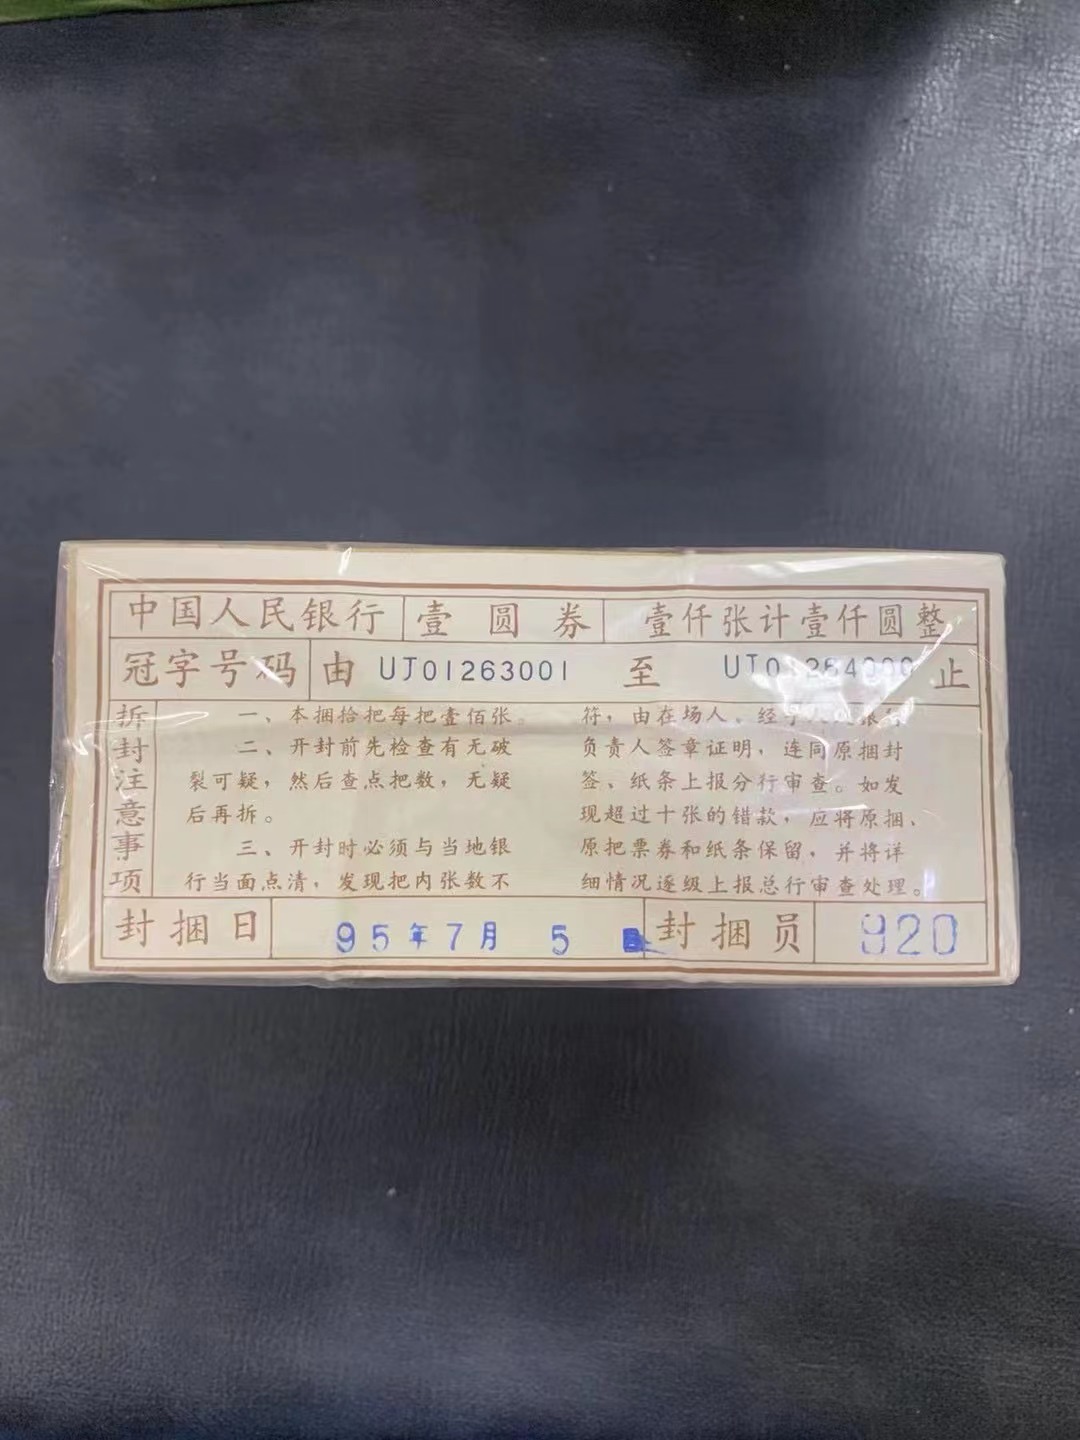 中国人民银行 壹圆券 壹仟张计壹仟圆整
冠字号码 由 UJ01263001 至 UJ01264000 止
拆封注意事项
一、本捆拾把每把壹佰张。
二、开封前先检查有无破
裂可疑，然后查点把数，无疑
后再拆。
三、开封时必须与当地银
行当面点清，发现把内张数不
符，由在场人、经手人
负责人签章证明，连同原捆封
签、纸条上报分行审查。如发
现超过十张的错款，应将原捆、
原把票券和纸条保留，并将详
细情况逐级上报总行审查处理。
封捆日 95年7月 5 日 封捆员 920